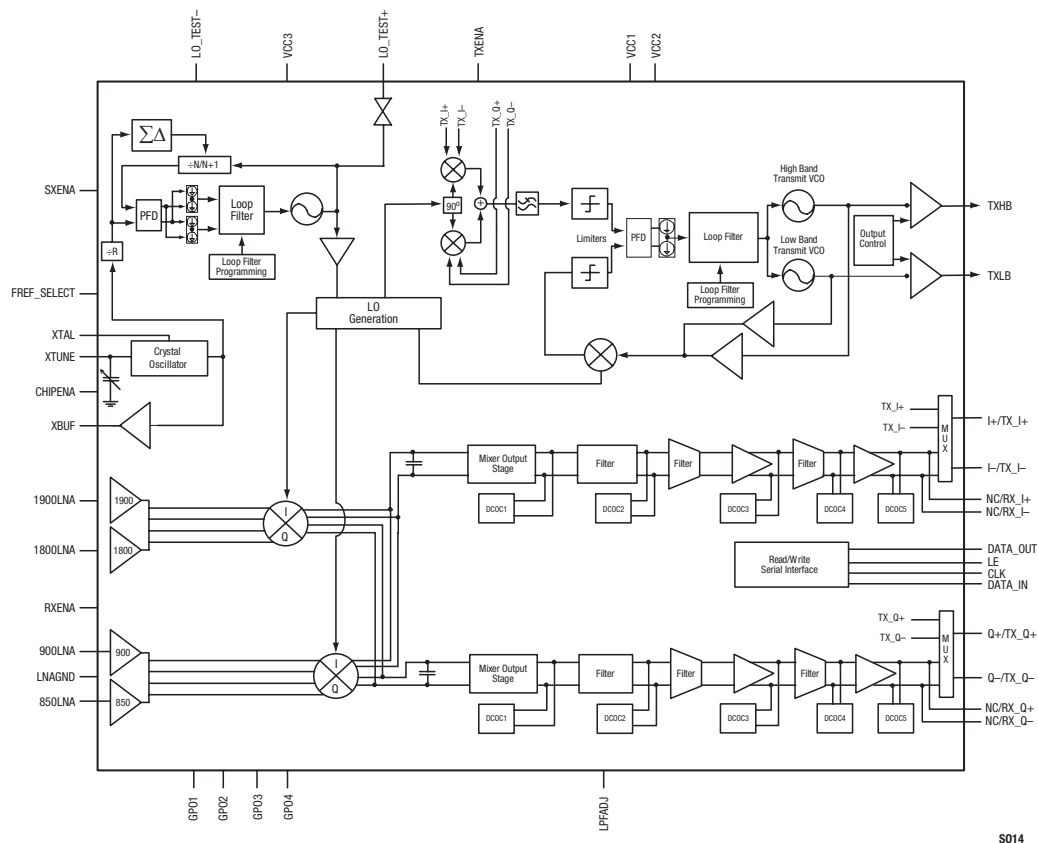 LO_TEST–
VCC3
LO_TEST+
TXENA
VCC1
VCC2
SXENA
FREF_SELECT
XTAL
XTUNE
CHIPENA
XBUF
1900LNA
1800LNA
RXENA
900LNA
LNAGND
850LNA
ΣΔ
÷N/N+1
PFD
Loop
Filter
÷R
Loop Filter
Programming
Crystal
Oscillator
LO
Generation
TX_I+
TX_I–
TX_Q+
TX_Q–
90º
+
Limiters
PFD
Loop Filter
Loop Filter
Programming
High Band
Transmit VCO
Low Band
Transmit VCO
Output
Control
TXHB
TXLB
1900
1800
I
Q
900
850
I
Q
Mixer Output
Stage
Filter
Filter
Filter
DCOC1
DCOC2
DCOC3
DCOC4
DCOC5
TX_I+
TX_I–
MUX
I+/TX_I+
I–/TX_I–
NC/RX_I+
NC/RX_I–
Read/Write
Serial Interface
DATA_OUT
LE
CLK
DATA_IN
Mixer Output
Stage
Filter
Filter
Filter
DCOC1
DCOC2
DCOC3
DCOC4
DCOC5
TX_Q+
TX_Q–
MUX
Q+/TX_Q+
Q–/TX_Q–
NC/RX_Q+
NC/RX_Q–
GPO1
GPO2
GPO3
GPO4
LPFADJ
S014